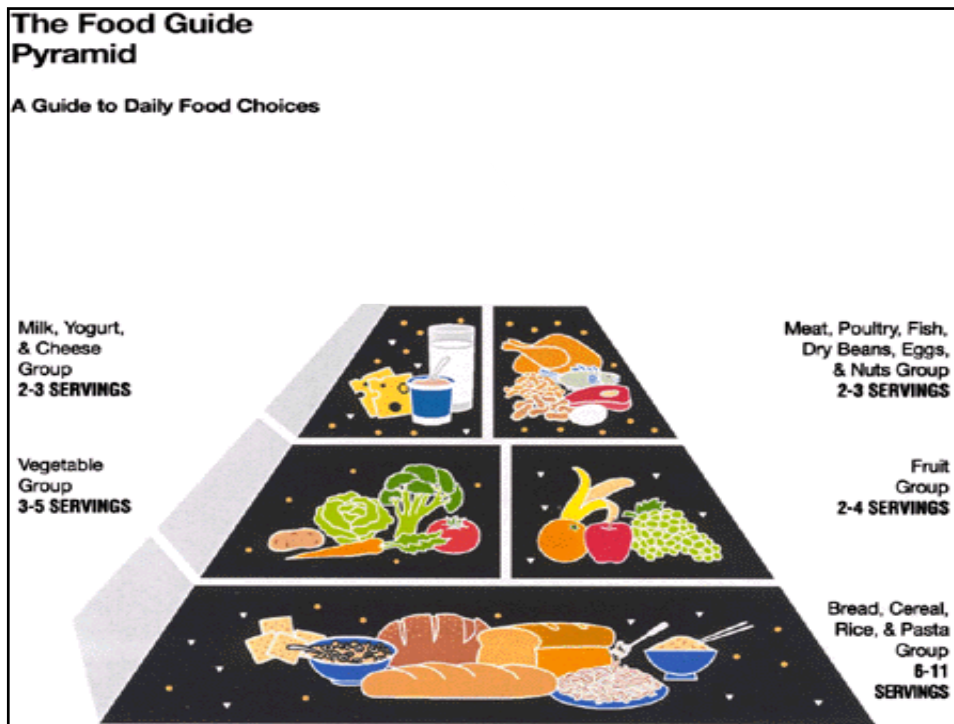 The Food Guide
Pyramid
A Guide to Daily Food Choices
Milk, Yogurt,
& Cheese
Group
2-3 SERVINGS
Meat, Poultry, Fish,
Dry Beans, Eggs,
& Nuts Group
2-3 SERVINGS
Vegetable
Group
3-5 SERVINGS
Fruit
Group
2-4 SERVINGS
Bread, Cereal,
Rice, & Pasta
Group
6-11
SERVINGS